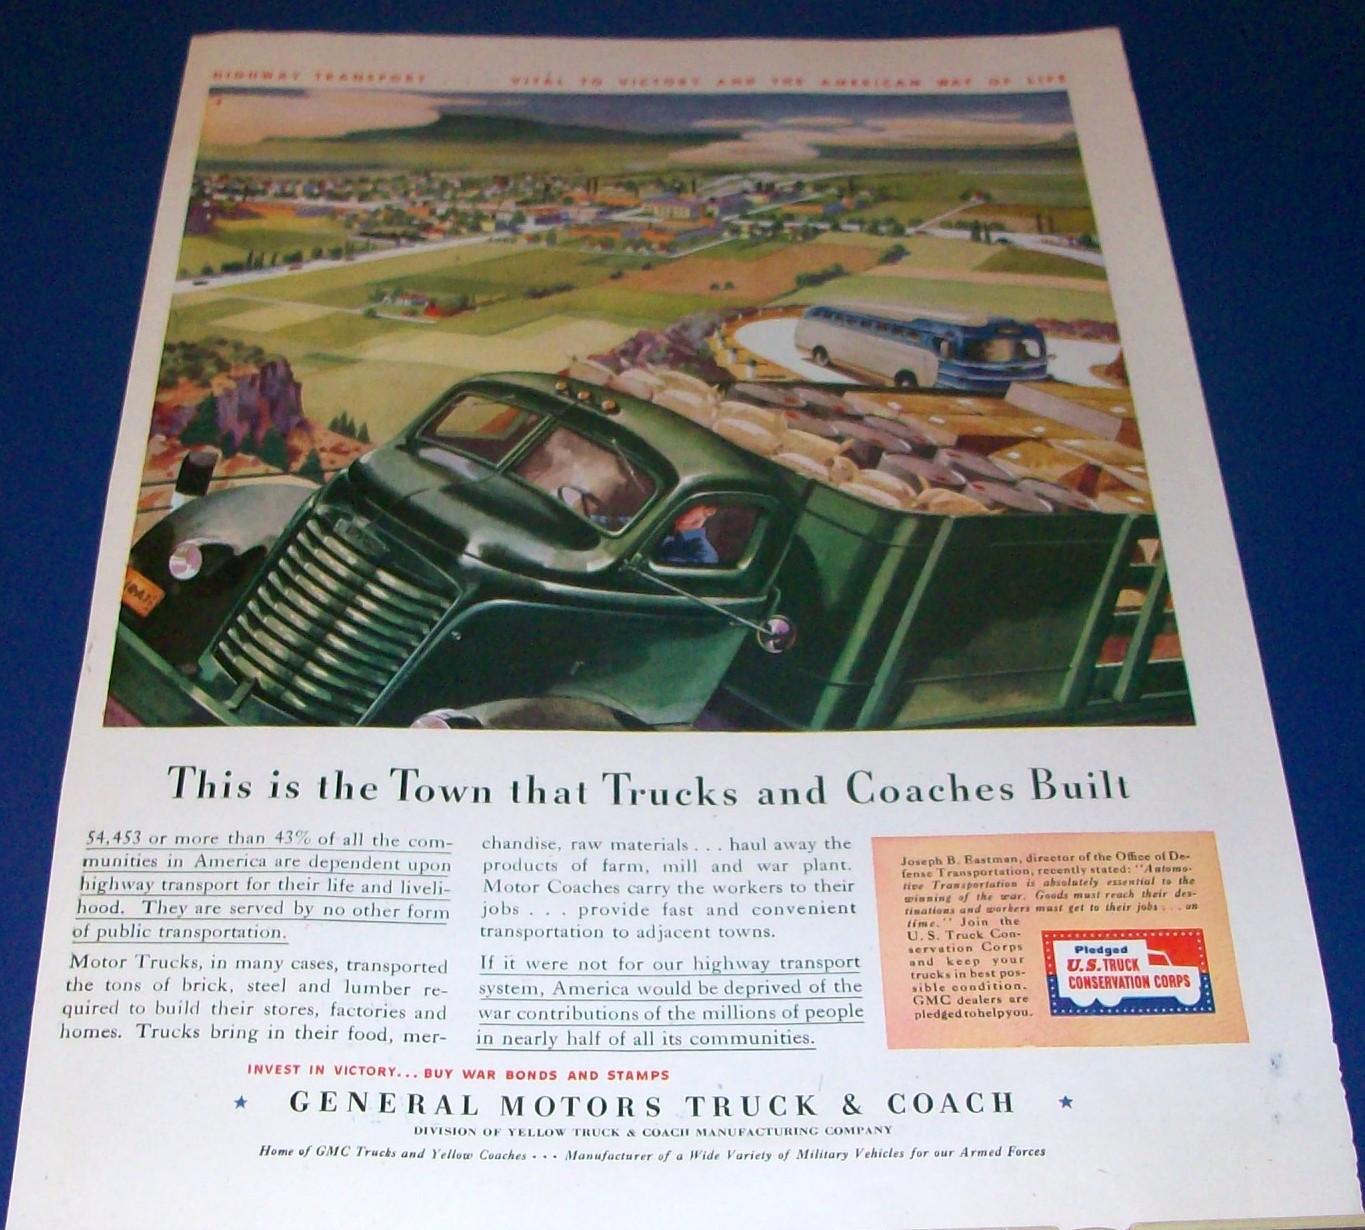 HIGHWAY TRANSPORT . . . VITAL TO VICTORY AND THE AMERICAN WAY OF LIFE
This is the Town that Trucks and Coaches Built
54,453 or more than 43% of all the com-
munities in America are dependent upon
highway transport for their life and liveli-
hood. They are served by no other form
of public transportation.
Motor Trucks, in many cases, transported
the tons of brick, steel and lumber re-
quired to build their stores, factories and
homes. Trucks bring in their food, mer-
chandise, raw materials . . . haul away the
products of farm, mill and war plant.
Motor Coaches carry the workers to their
jobs . . . provide fast and convenient
transportation to adjacent towns.
If it were not for our highway transport
system, America would be deprived of the
war contributions of the millions of people
in nearly half of all its communities.
Joseph B. Eastman, director of the Office of De-
fense Transportation, recently stated: "Automo-
tive Transportation is absolutely essential to the
winning of the war. Goods must reach their des-
tinations and workers must get to their jobs . . . on
time." Join the
U. S. Truck Con-
servation Corps
and keep your
trucks in best pos-
sible condition.
GMC dealers are
pledged to help you.
Pledged
U.S. TRUCK
CONSERVATION CORPS
INVEST IN VICTORY... BUY WAR BONDS AND STAMPS
GENERAL MOTORS TRUCK & COACH
DIVISION OF YELLOW TRUCK & COACH MANUFACTURING COMPANY
Home of GMC Trucks and Yellow Coaches . . . Manufacturer of a Wide Variety of Military Vehicles for our Armed Forces